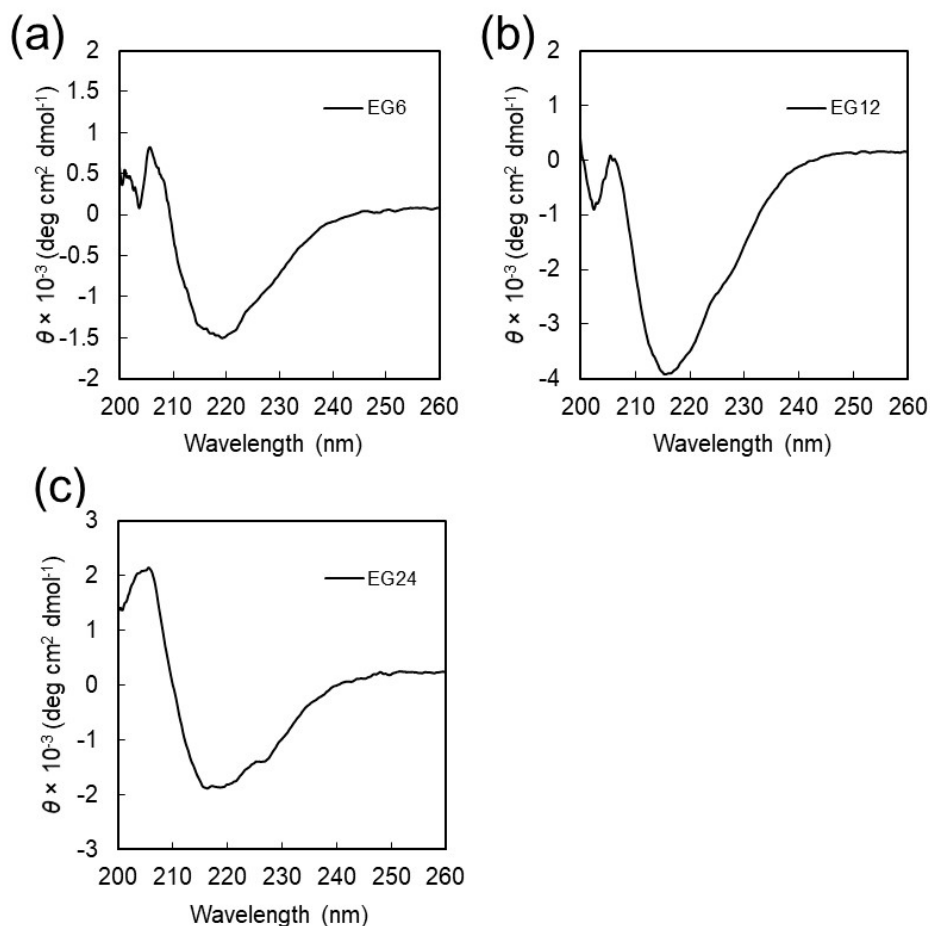 (a)
2
1.5
1
0.5
0
-0.5
-1
-1.5
-2
θ × 10⁻³ (deg cm² dmol⁻¹)
EG6
200 210 220 230 240 250 260
Wavelength (nm)
(b)
2
1
0
-1
-2
-3
-4
θ × 10⁻³ (deg cm² dmol⁻¹)
EG12
200 210 220 230 240 250 260
Wavelength (nm)
(c)
3
2
1
0
-1
-2
-3
θ × 10⁻³ (deg cm² dmol⁻¹)
EG24
200 210 220 230 240 250 260
Wavelength (nm)